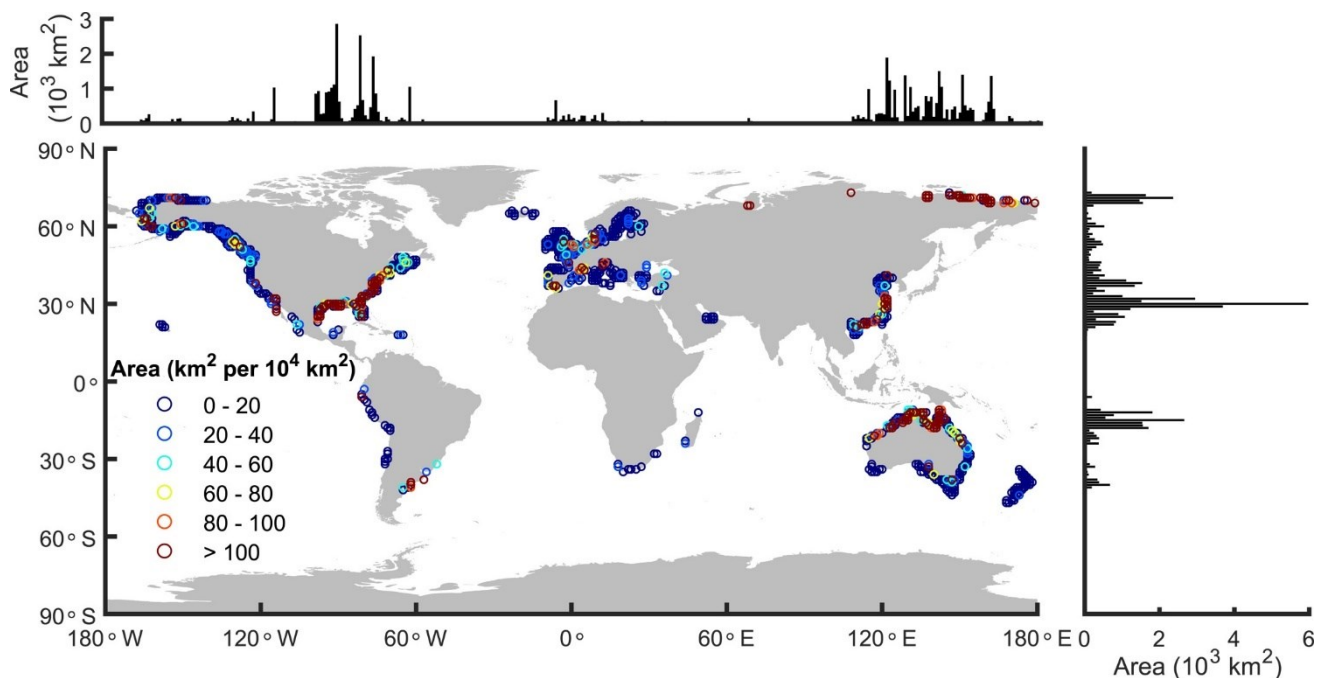 3
2
1
0
Area
(10³ km²)
90° N
60° N
30° N
0°
30° S
60° S
90° S
Area (km² per 10⁴ km²)
0 - 20
20 - 40
40 - 60
60 - 80
80 - 100
> 100
180° W
120° W
60° W
0°
60° E
120° E
180° E
0
2
4
6
Area (10³ km²)